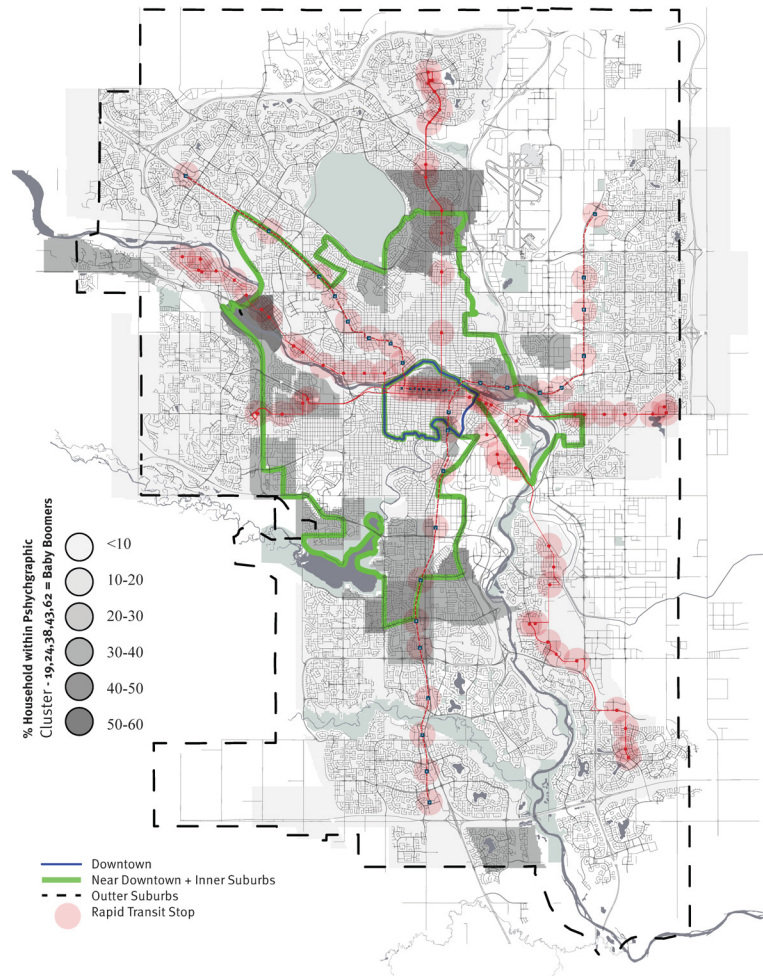 % Household within Pshychgraphic
Cluster - 19,24,38,43,62 = Baby Boomers
<10
10-20
20-30
30-40
40-50
50-60
Downtown
Near Downtown + Inner Suburbs
Outter Suburbs
Rapid Transit Stop